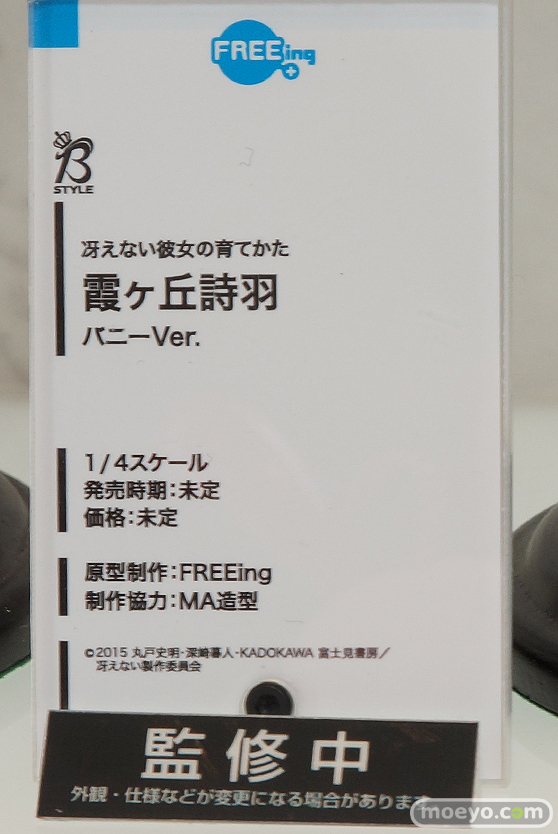 FREEing
B
STYLE
冴えない彼女の育てかた
霞ヶ丘詩羽
バニーVer.
1/4スケール
発売時期：未定
価格：未定
原型制作：FREEing
制作協力：MA造型
©2015 丸戸史明・深崎暮人・KADOKAWA 富士見書房／
冴えない製作委員会
監修中
外観・仕様などが変更になる場合があります
moeyo.com